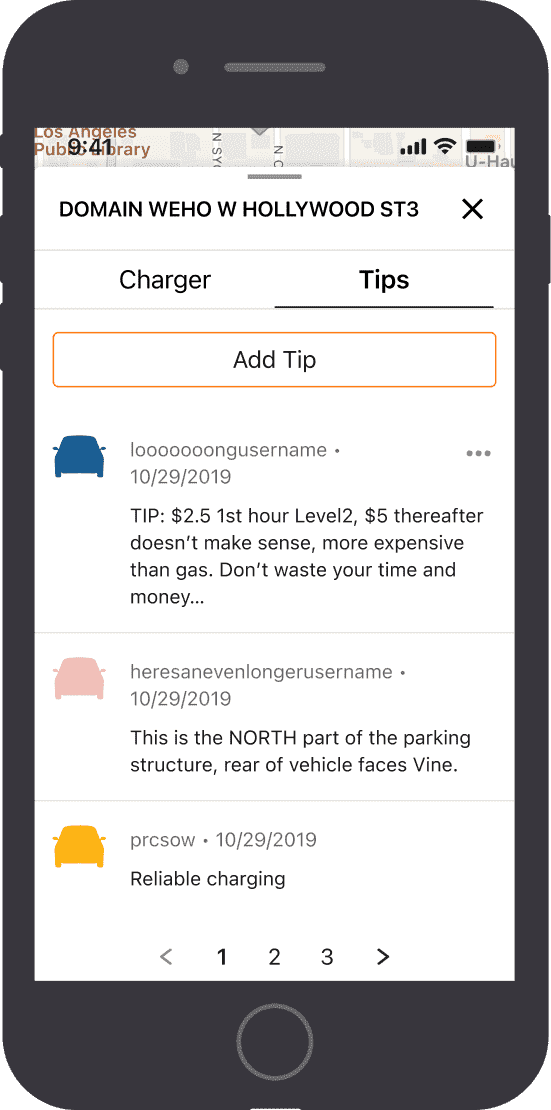 Los Angeles
Public Library
9:41
N SY
N C
U-Hau
DOMAIN WEHO W HOLLYWOOD ST3
Charger
Tips
Add Tip
looooooongusername •
10/29/2019
TIP: $2.5 1st hour Level2, $5 thereafter
doesn’t make sense, more expensive
than gas. Don’t waste your time and
money...
heresanevenlongerusername •
10/29/2019
This is the NORTH part of the parking
structure, rear of vehicle faces Vine.
prcsow • 10/29/2019
Reliable charging
< 1 2 3 >